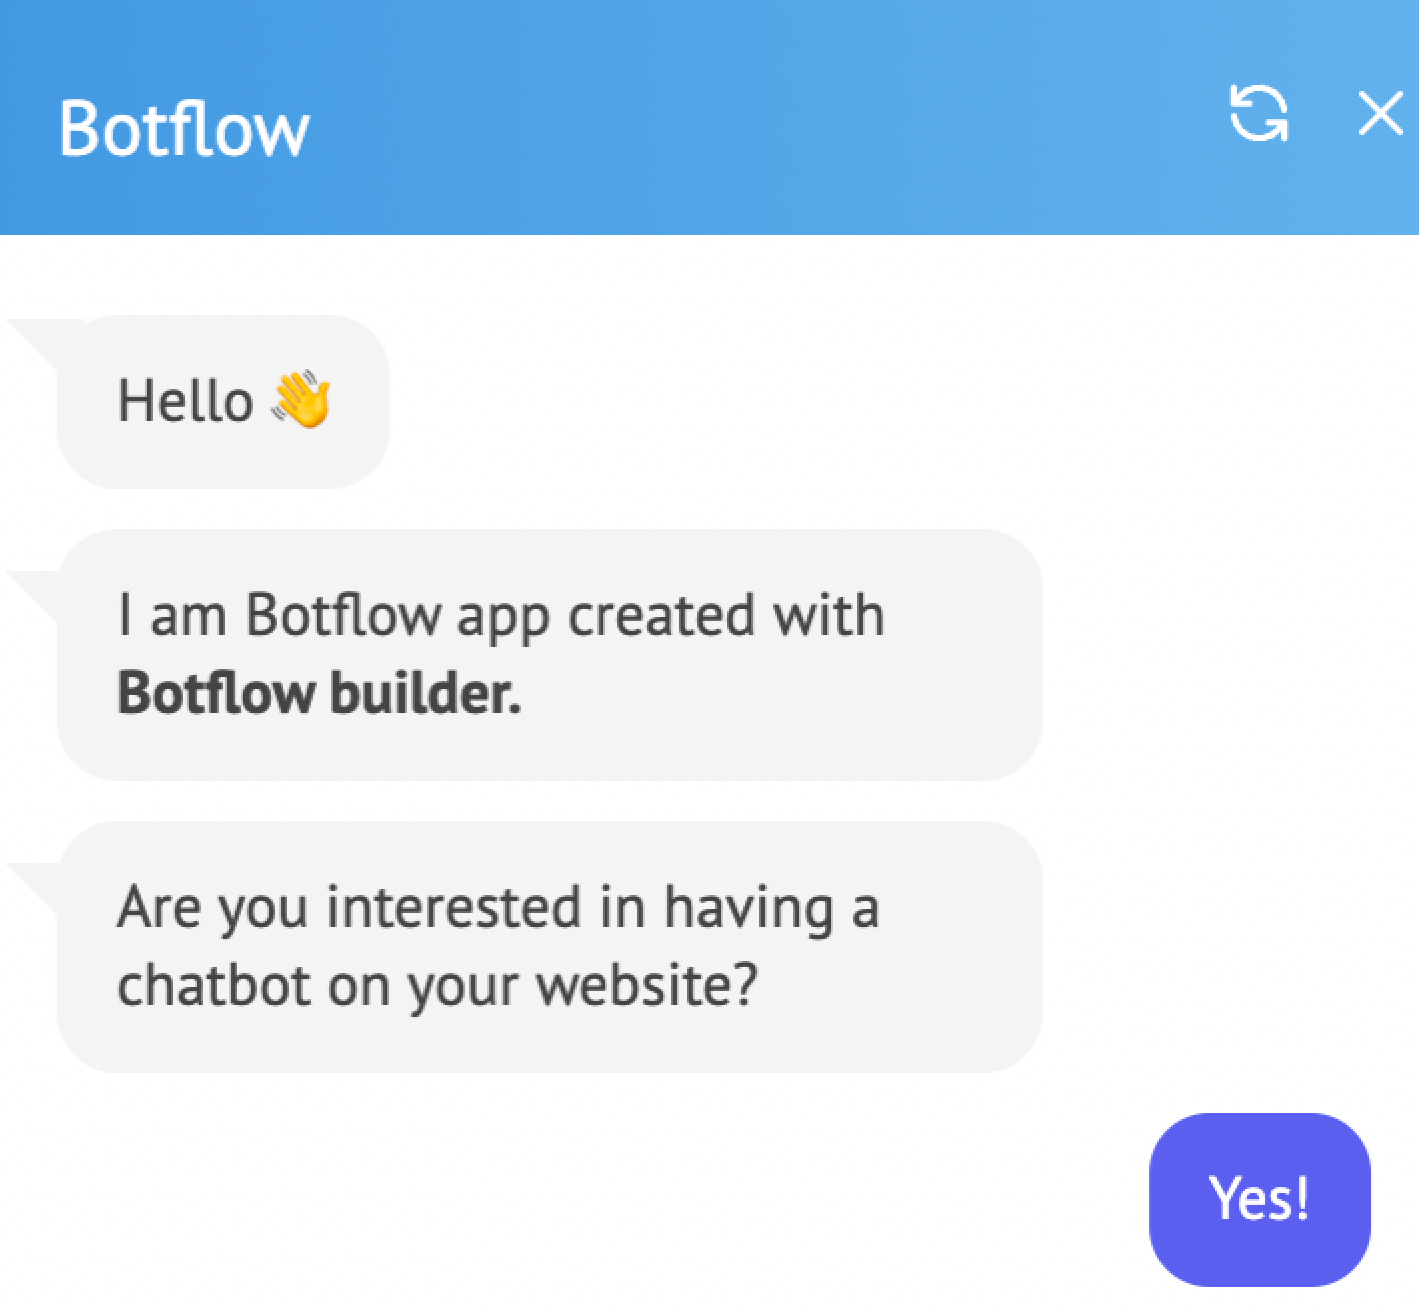 Botflow
Hello 👋
I am Botflow app created with
Botflow builder.
Are you interested in having a
chatbot on your website?
Yes!